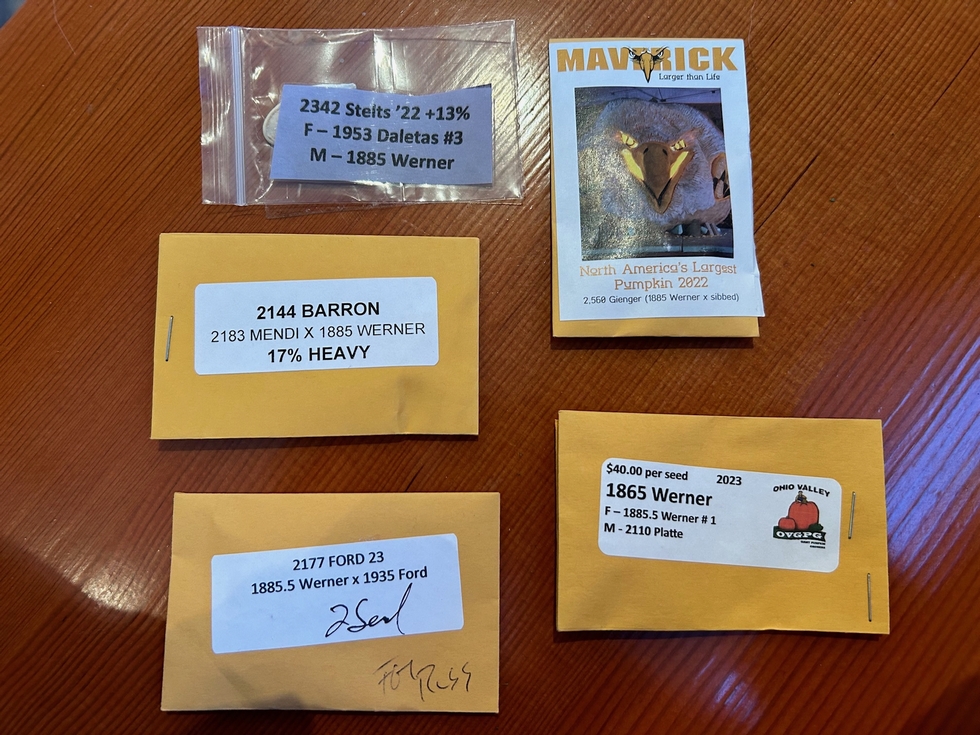 2342 Stelts ’22 +13%
F – 1953 Daletas #3
M – 1885 Werner
MAVERICK
Larger than Life
North America's Largest
Pumpkin 2022
2,560 Gienger (1885 Werner x sibbed)
2144 BARRON
2183 MENDI X 1885 WERNER
17% HEAVY
$40.00 per seed 2023
1865 Werner
F – 1885.5 Werner # 1
M - 2110 Platte
OHIO VALLEY
OVGPG
2177 FORD 23
1885.5 Werner x 1935 Ford
2 Seed